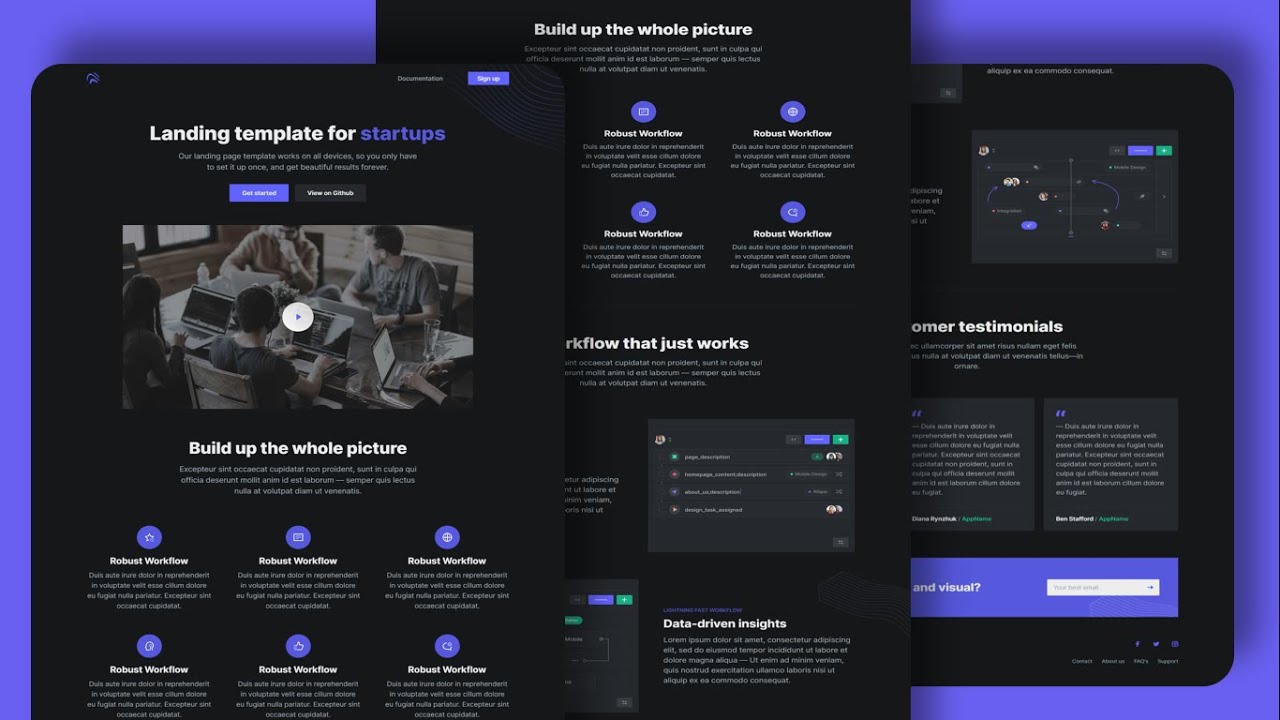 Documentation
Sign up
Landing template for startups
Our landing page template works on all devices, so you only have
to set it up once, and get beautiful results forever.
Get started
View on Github
Build up the whole picture
Excepteur sint occaecat cupidatat non proident, sunt in culpa qui
officia deserunt mollit anim id est laborum — semper quis lectus
nulla at volutpat diam ut venenatis.
Robust Workflow
Duis aute irure dolor in reprehenderit
in voluptate velit esse cillum dolore
eu fugiat nulla pariatur. Excepteur sint
occaecat cupidatat.
Robust Workflow
Duis aute irure dolor in reprehenderit
in voluptate velit esse cillum dolore
eu fugiat nulla pariatur. Excepteur sint
occaecat cupidatat.
Robust Workflow
Duis aute irure dolor in reprehenderit
in voluptate velit esse cillum dolore
eu fugiat nulla pariatur. Excepteur sint
occaecat cupidatat.
Robust Workflow
Duis aute irure dolor in reprehenderit
in voluptate velit esse cillum dolore
eu fugiat nulla pariatur. Excepteur sint
occaecat cupidatat.
Robust Workflow
Duis aute irure dolor in reprehenderit
in voluptate velit esse cillum dolore
eu fugiat nulla pariatur. Excepteur sint
occaecat cupidatat.
Robust Workflow
Duis aute irure dolor in reprehenderit
in voluptate velit esse cillum dolore
eu fugiat nulla pariatur. Excepteur sint
occaecat cupidatat.
Build up the whole picture
Excepteur sint occaecat cupidatat non proident, sunt in culpa qui
officia deserunt mollit anim id est laborum — semper quis lectus
nulla at volutpat diam ut venenatis.
Robust Workflow
Duis aute irure dolor in reprehenderit
in voluptate velit esse cillum dolore
eu fugiat nulla pariatur. Excepteur sint
occaecat cupidatat.
Robust Workflow
Duis aute irure dolor in reprehenderit
in voluptate velit esse cillum dolore
eu fugiat nulla pariatur. Excepteur sint
occaecat cupidatat.
Robust Workflow
Duis aute irure dolor in reprehenderit
in voluptate velit esse cillum dolore
eu fugiat nulla pariatur. Excepteur sint
occaecat cupidatat.
Robust Workflow
Duis aute irure dolor in reprehenderit
in voluptate velit esse cillum dolore
eu fugiat nulla pariatur. Excepteur sint
occaecat cupidatat.
rkflow that just works
sint occaecat cupidatat non proident, sunt in culpa qui
erunt mollit anim id est laborum — semper quis lectus
nulla at volutpat diam ut venenatis.
etur adipiscing
nt ut labore et
minim veniam,
oris nisi ut
page_description
homepage_content;description
Mobile Design
about_us;description
design_task_assigned
Mobile
LIGHTNING FAST WORKFLOW
Data-driven insights
Lorem ipsum dolor sit amet, consectetur adipiscing
elit, sed do eiusmod tempor incididunt ut labore et
dolore magna aliqua — Ut enim ad minim veniam,
quis nostrud exercitation ullamco laboris nisi ut
aliquip ex ea commodo consequat.
aliquip ex ea commodo consequat.
adipiscing
abore et
veniam,
si ut
Mobile Design
Integration
omer testimonials
ec ullamcorper sit amet risus nullam eget felis
us nulla at volutpat diam ut venenatis tellus—in
ornare.
— Duis aute irure dolor in
reprehenderit in voluptate velit
esse cillum dolore eu fugiat nulla
pariatur. Excepteur sint occaecat
cupidatat non proident, sunt in
culpa qui officia deserunt mollit
anim id est laborum dolore
eu fugiat.
Diana Rynzhuk / AppName
— Duis aute irure dolor in
reprehenderit in voluptate velit
esse cillum dolore eu fugiat nulla
pariatur. Excepteur sint occaecat
cupidatat non proident, sunt in
culpa qui officia deserunt mollit
anim id est laborum dolore
eu fugiat.
Ben Stafford / AppName
and visual?
Your best email
Contact
About us
FAQ's
Support